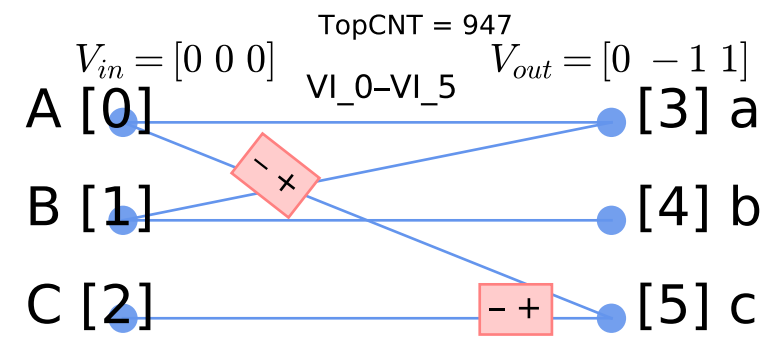 TopCNT = 947
V_in = [0 0 0]
V_out = [0 −1 1]
VI_0–VI_5
A [0]
[3] a
− +
B [1]
[4] b
C [2]
− +
[5] c